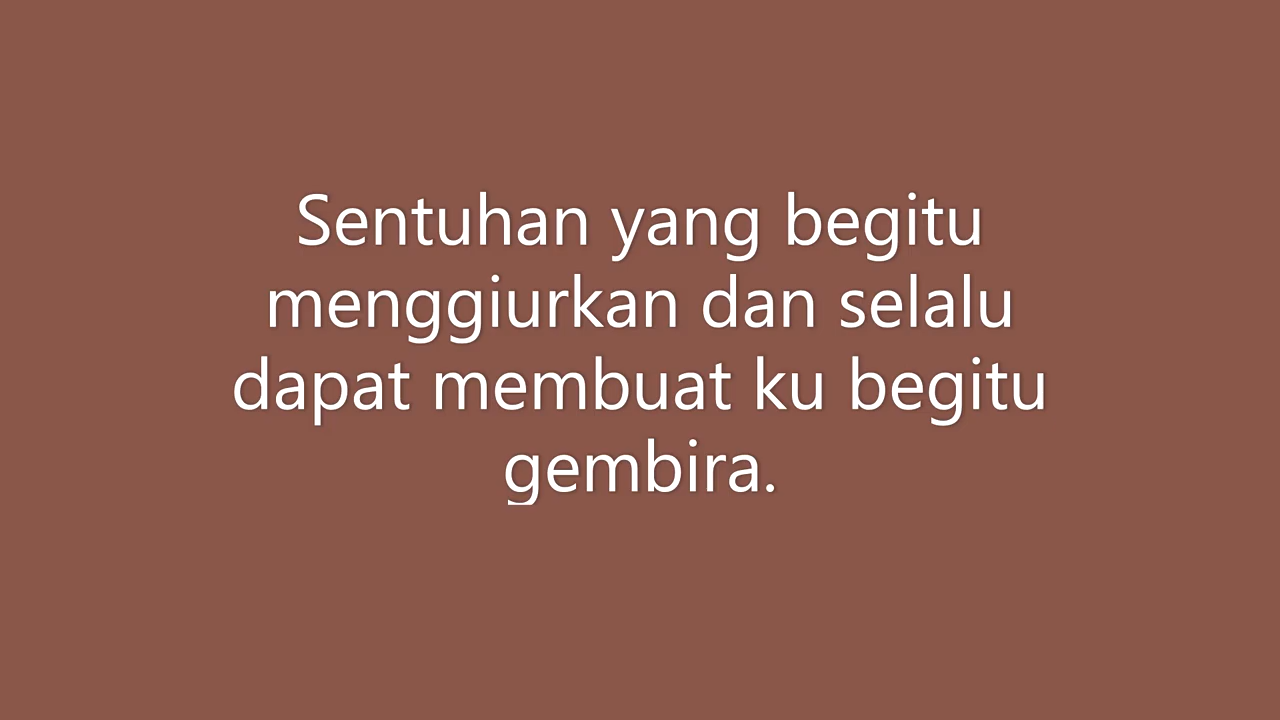 Sentuhan yang begitu
menggiurkan dan selalu
dapat membuat ku begitu
gembira.